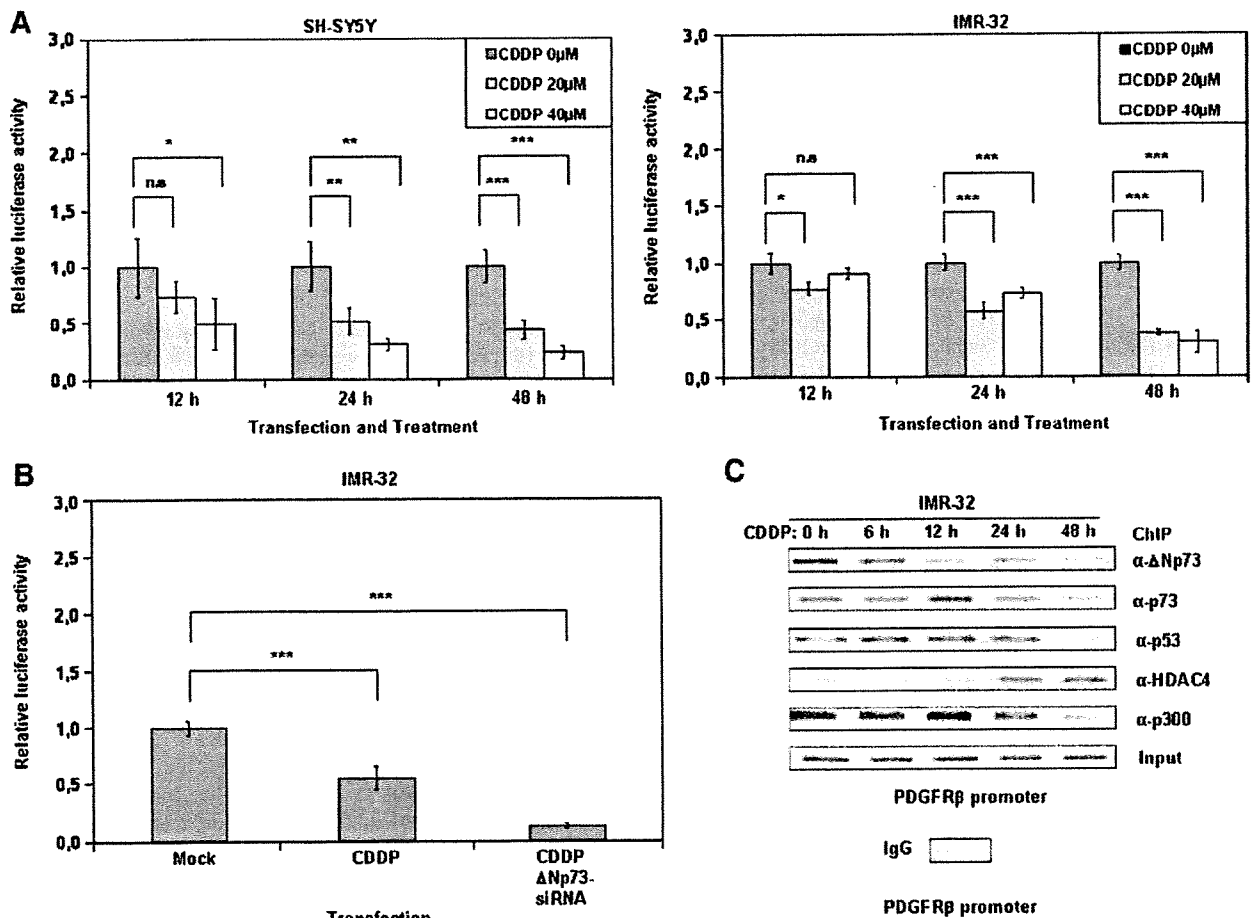 A
SH-SY5Y
3,0
2,5
2,0
1,5
1,0
0,5
0,0
Relative luciferase activity
CDDP 0µM
CDDP 20µM
CDDP 40µM
*
n.s
**
**
***
***
12 h
24 h
48 h
Transfection and Treatment
IMR-32
3,0
2,5
2,0
1,5
1,0
0,5
0,0
Relative luciferase activity
CDDP 0µM
CDDP 20µM
CDDP 40µM
n.s
*
***
***
***
***
12 h
24 h
48 h
Transfection and Treatment
B
IMR-32
3,0
2,5
2,0
1,5
1,0
0,5
0,0
Relative luciferase activity
***
***
Mock
CDDP
CDDP
ΔNp73-
siRNA
Transfection
C
IMR-32
CDDP: 0 h 6 h 12 h 24 h 48 h ChIP
α-ΔNp73
α-p73
α-p53
α-HDAC4
α-p300
Input
PDGFRβ promoter
IgG
PDGFRβ promoter